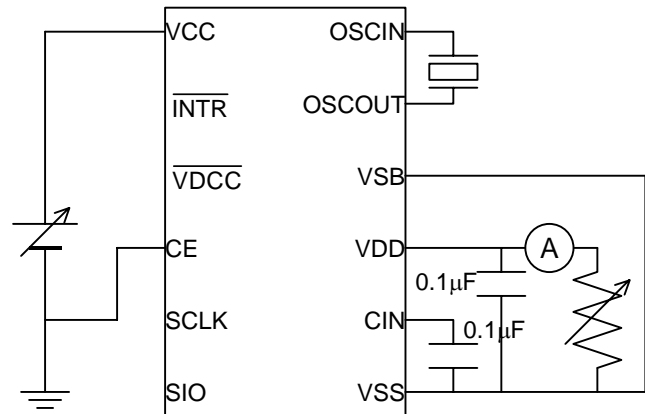 VCC OSCIN
INTR OSCOUT
VDCC VSB
CE VDD A
0.1μF
SCLK CIN 0.1μF
SIO VSS